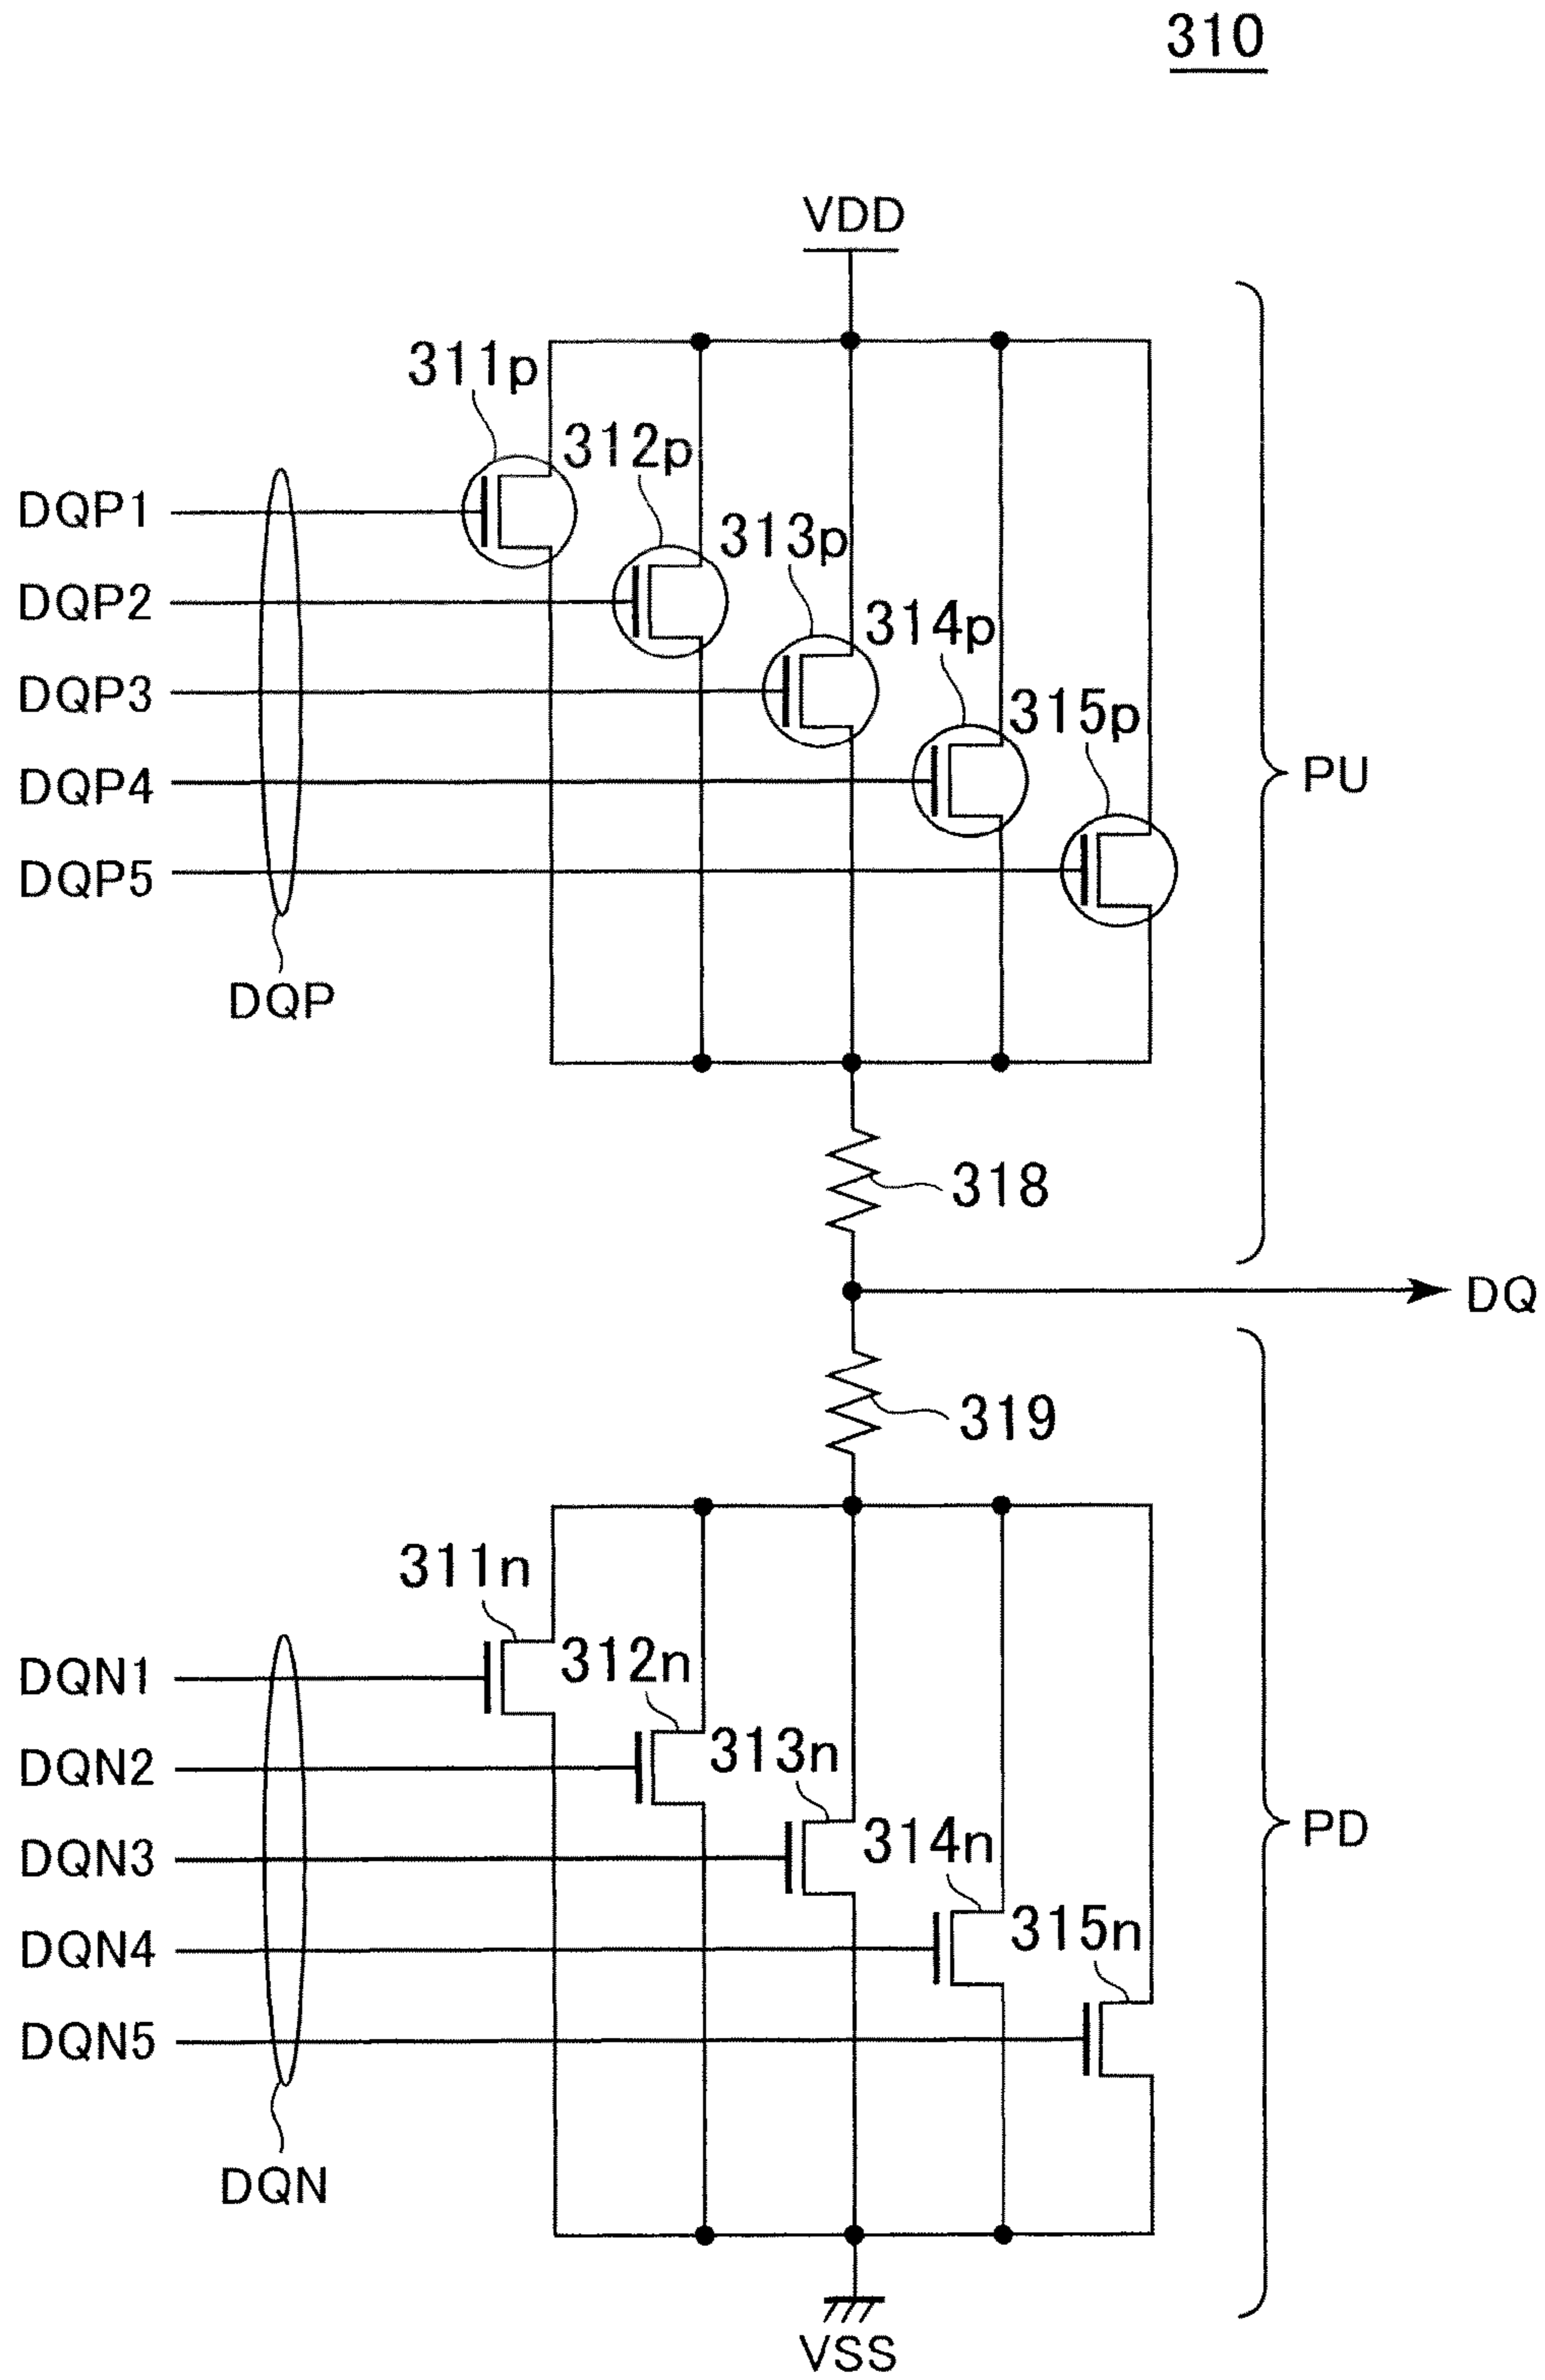 310
VDD
311p
312p
DQP1
313p
DQP2
314p
DQP3
315p
DQP4
PU
DQP5
DQP
318
DQ
319
311n
312n
DQN1
313n
DQN2
314n
PD
DQN3
315n
DQN4
DQN5
DQN
VSS